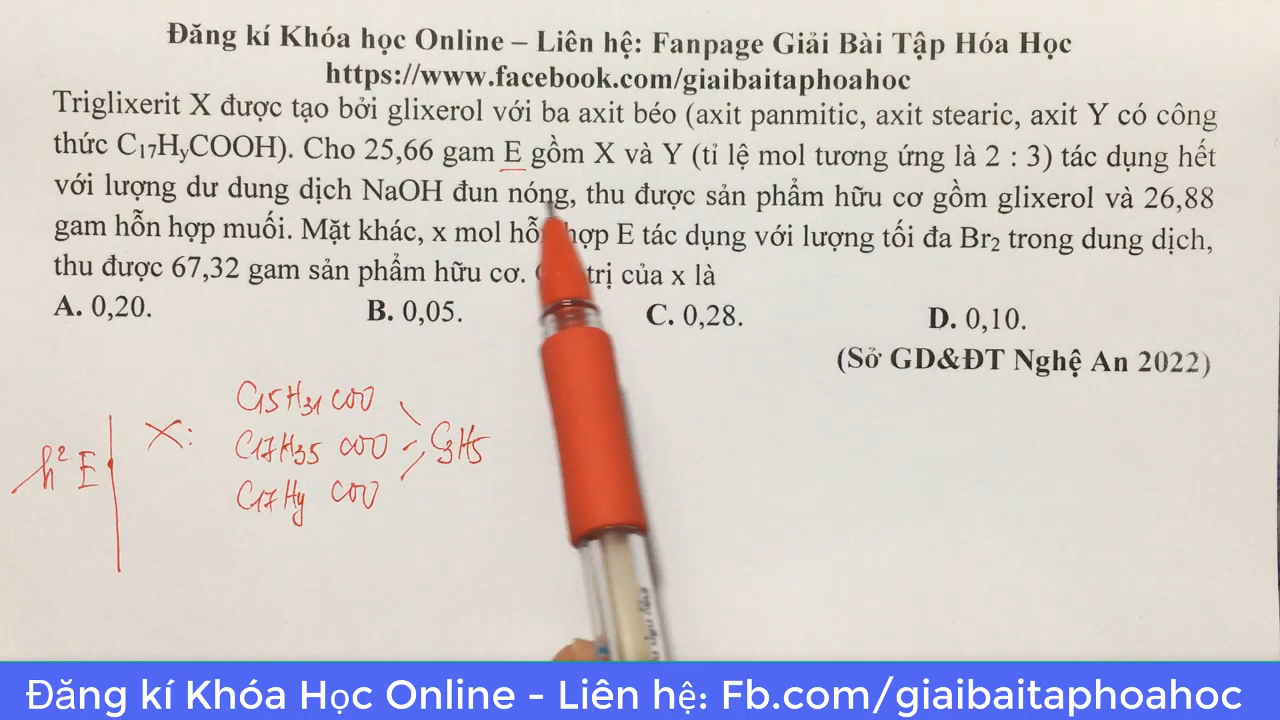 Đăng kí Khóa học Online – Liên hệ: Fanpage Giải Bài Tập Hóa Học
https://www.facebook.com/giaibaitaphoahoc
Triglixerit X được tạo bởi glixerol với ba axit béo (axit panmitic, axit stearic, axit Y có công
thức C₁₇HᵧCOOH). Cho 25,66 gam E gồm X và Y (tỉ lệ mol tương ứng là 2 : 3) tác dụng hết
với lượng dư dung dịch NaOH đun nóng, thu được sản phẩm hữu cơ gồm glixerol và 26,88
gam hỗn hợp muối. Mặt khác, x mol hỗn hợp E tác dụng với lượng tối đa Br₂ trong dung dịch,
thu được 67,32 gam sản phẩm hữu cơ. trị của x là
A. 0,20. B. 0,05. C. 0,28. D. 0,10.
(Sở GD&ĐT Nghệ An 2022)
h² E X:
C15H31 COO
C17H35 COO C3H5
C17Hy COO
Đăng kí Khóa Học Online - Liên hệ: Fb.com/giaibaitaphoahoc